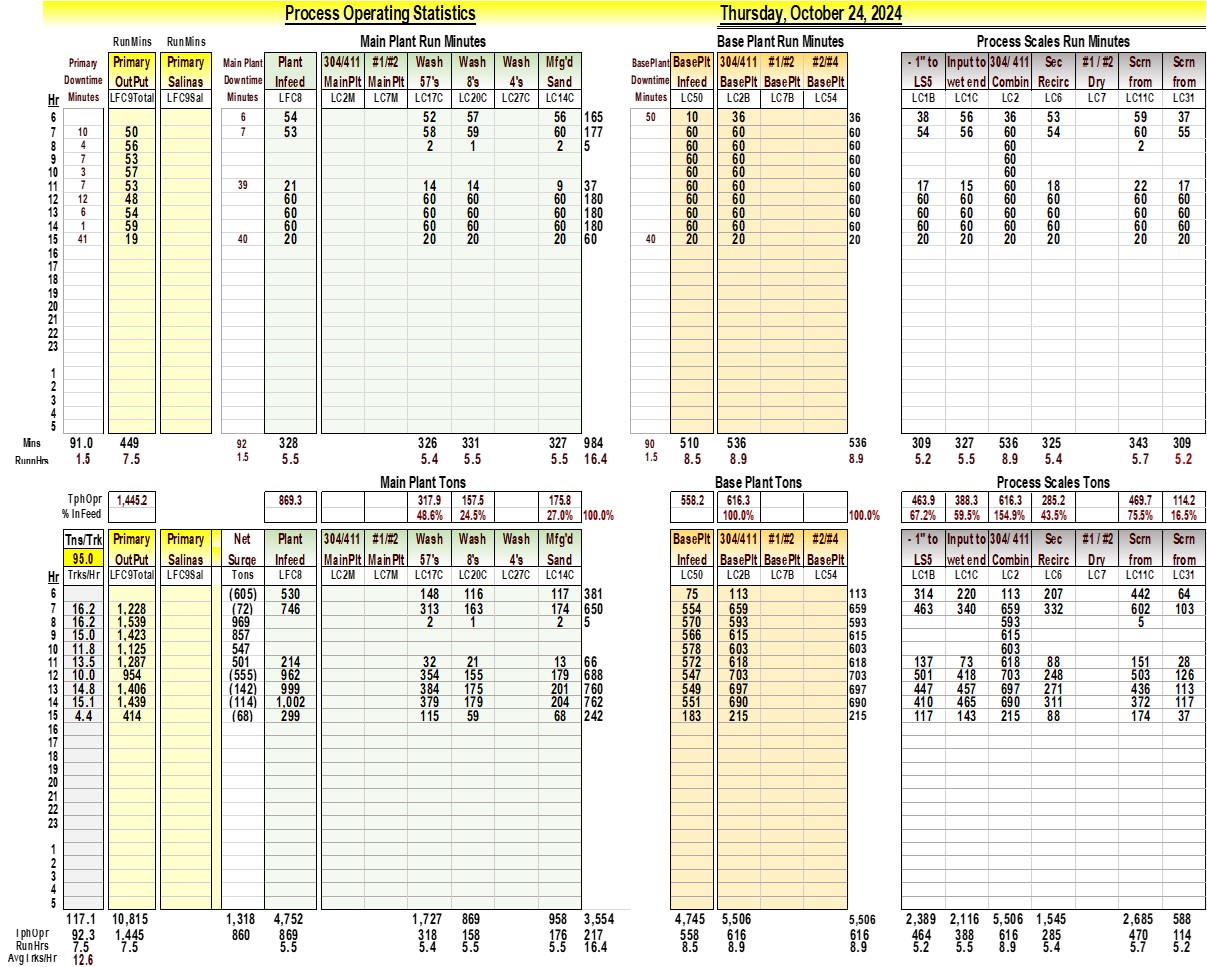 Process Operating Statistics Thursday, October 24, 2024
RunMins RunMins Main Plant Run Minutes Base Plant Run Minutes Process Scales Run Minutes
Primary Primary Primary Main Plant Plant 304/411 #1/#2 Wash Wash Wash Mfg'd BasePlant BasePlt 304/411 #1/#2 #2/#4 - 1" to Input to 304/ 411 Sec #1 / #2 Scrn Scrn
Downtime OutPut Salinas Downtime Infeed MainPlt MainPlt 57's 8's 4's Sand Downtime Infeed BasePlt BasePlt BasePlt LS5 wet end Combin Recirc Dry from from
Hr Minutes LFC9Total LFC9Sal Minutes LFC8 LC2M LC7M LC17C LC20C LC27C LC14C Minutes LC50 LC2B LC7B LC54 LC1B LC1C LC2 LC6 LC7 LC11C LC31
6 6 54 52 57 56 165 50 10 36 36 38 56 36 53 59 37
7 10 50 7 53 58 59 60 177 60 60 60 54 56 60 54 60 55
8 4 56 2 1 2 5 60 60 60 60 2
9 7 53 60 60 60 60
10 3 57 60 60 60 60
11 7 53 39 21 14 14 9 37 60 60 60 17 15 60 18 22 17
12 12 48 60 60 60 60 180 60 60 60 60 60 60 60 60 60
13 6 54 60 60 60 60 180 60 60 60 60 60 60 60 60 60
14 1 59 60 60 60 60 180 60 60 60 60 60 60 60 60 60
15 41 19 40 20 20 20 20 60 40 20 20 20 20 20 20 20 20 20
16
17
18
19
20
21
22
23
1
2
3
4
5
Mins 91.0 449 92 328 326 331 327 984 90 510 536 536 309 327 536 325 343 309
RunnHrs 1.5 7.5 1.5 5.5 5.4 5.5 5.5 16.4 1.5 8.5 8.9 8.9 5.2 5.5 8.9 5.4 5.7 5.2
Main Plant Tons Base Plant Tons Process Scales Tons
TphOpr 1,445.2 869.3 317.9 157.5 175.8 558.2 616.3 463.9 388.3 616.3 285.2 469.7 114.2
% InFeed 48.6% 24.5% 27.0% 100.0% 100.0% 100.0% 67.2% 59.5% 154.9% 43.5% 75.5% 16.5%
Tns/Trk Primary Primary Net Plant 304/411 #1/#2 Wash Wash Wash Mfg'd BasePlt 304/411 #1/#2 #2/#4 - 1" to Input to 304/ 411 Sec #1 / #2 Scrn Scrn
95.0 OutPut Salinas Surge Infeed MainPlt MainPlt 57's 8's 4's Sand Infeed BasePlt BasePlt BasePlt LS5 wet end Combin Recirc Dry from from
Hr Trks/Hr LFC9Total LFC9Sal Tons LFC8 LC2M LC7M LC17C LC20C LC27C LC14C LC50 LC2B LC7B LC54 LC1B LC1C LC2 LC6 LC7 LC11C LC31
6 (605) 530 148 116 117 381 75 113 113 314 220 113 207 442 64
7 16.2 1,228 (72) 746 313 163 174 650 554 659 659 463 340 659 332 602 103
8 16.2 1,539 969 2 1 2 5 570 593 593 593 5
9 15.0 1,423 857 566 615 615 615
10 11.8 1,125 547 578 603 603 603
11 13.5 1,287 501 214 32 21 13 66 572 618 618 137 73 618 88 151 28
12 10.0 954 (555) 962 354 155 179 688 547 703 703 501 418 703 248 503 126
13 14.8 1,406 (142) 999 384 175 201 760 549 697 697 447 457 697 271 436 113
14 15.1 1,439 (114) 1,002 379 179 204 762 551 690 690 410 465 690 311 372 117
15 4.4 414 (68) 299 115 59 68 242 183 215 215 117 143 215 88 174 37
16
17
18
19
20
21
22
23
1
2
3
4
5
117.1 10,815 1,318 4,752 1,727 869 958 3,554 4,745 5,506 5,506 2,389 2,116 5,506 1,545 2,685 588
TphOpr 92.3 1,445 860 869 318 158 176 217 558 616 616 464 388 616 285 470 114
RunHrs 7.5 7.5 5.5 5.4 5.5 5.5 16.4 8.5 8.9 8.9 5.2 5.5 8.9 5.4 5.7 5.2
AvgTrks/Hr 12.6